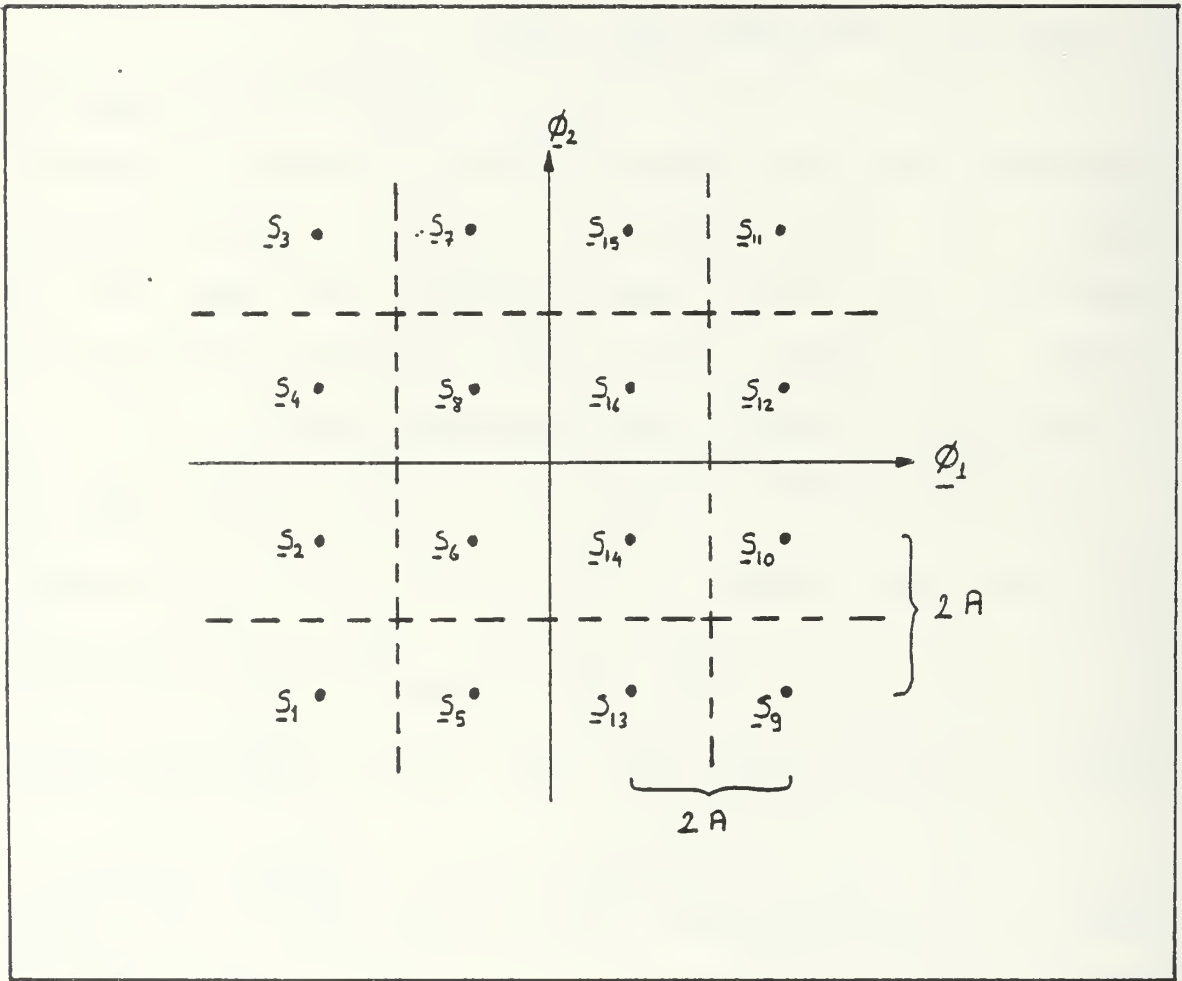 Φ₂
S₃ S₇ S₁₅ S₁₁
S₄ S₈ S₁₆ S₁₂
Φ₁
S₂ S₆ S₁₄ S₁₀
2 A
S₁ S₅ S₁₃ S₉
2 A